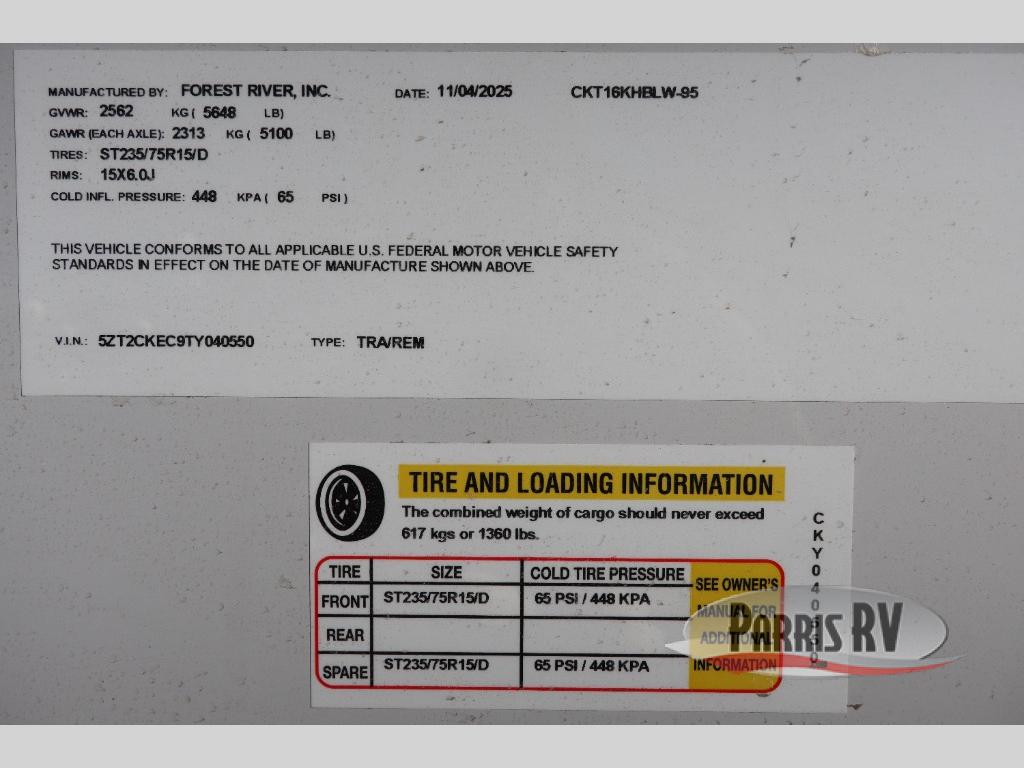 MANUFACTURED BY: FOREST RIVER, INC. DATE: 11/04/2025 CKT16KHBLW-95
GVWR: 2562 KG ( 5648 LB)
GAWR (EACH AXLE): 2313 KG ( 5100 LB)
TIRES: ST235/75R15/D
RIMS: 15X6.0J
COLD INFL. PRESSURE: 448 KPA ( 65 PSI )
THIS VEHICLE CONFORMS TO ALL APPLICABLE U.S. FEDERAL MOTOR VEHICLE SAFETY
STANDARDS IN EFFECT ON THE DATE OF MANUFACTURE SHOWN ABOVE.
V.I.N.: 5ZT2CKEC9TY040550 TYPE: TRA/REM
TIRE AND LOADING INFORMATION
The combined weight of cargo should never exceed
617 kgs or 1360 lbs.
TIRE SIZE COLD TIRE PRESSURE
FRONT ST235/75R15/D 65 PSI / 448 KPA
REAR
SPARE ST235/75R15/D 65 PSI / 448 KPA
SEE OWNER'S
MANUAL FOR
ADDITIONAL
INFORMATION
CKY040550
PARRIS RV